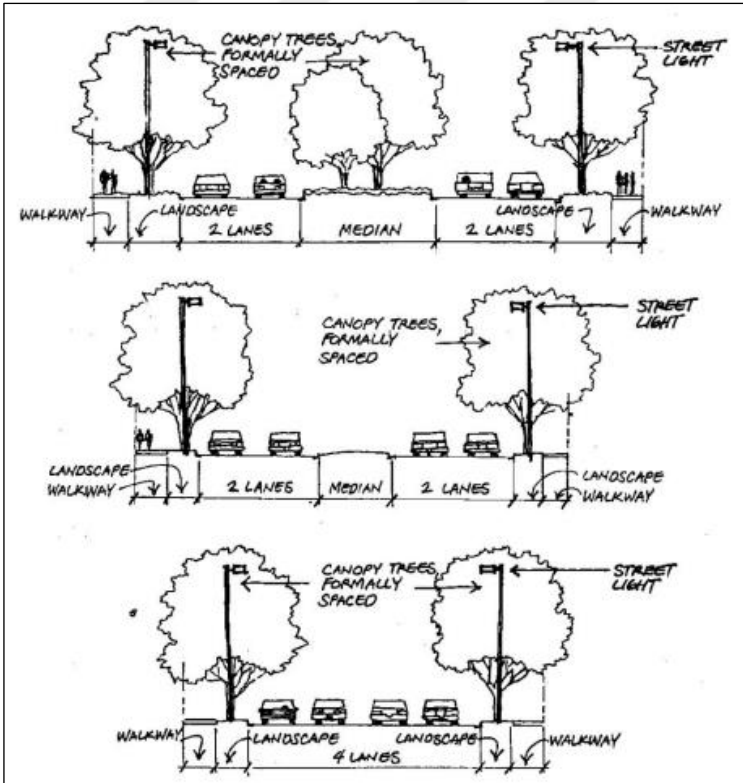 CANOPY TREES,
FORMALLY
SPACED
STREET
LIGHT
WALKWAY
LANDSCAPE
2 LANES
MEDIAN
2 LANES
LANDSCAPE
WALKWAY
CANOPY TREES,
FORMALLY
SPACED
STREET
LIGHT
LANDSCAPE
WALKWAY
2 LANES
MEDIAN
2 LANES
LANDSCAPE
WALKWAY
CANOPY TREES,
FORMALLY
SPACED
STREET
LIGHT
WALKWAY
LANDSCAPE
4 LANES
LANDSCAPE
WALKWAY